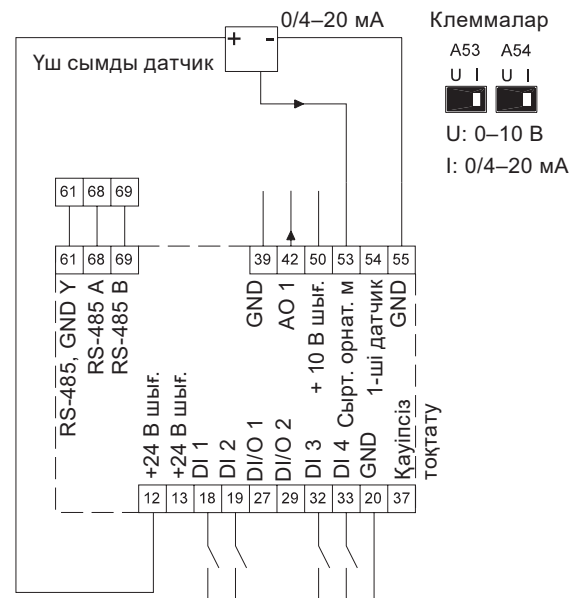 0/4–20 мА
Клеммалар
+ -
Үш сымды датчик
A53 A54
U I U I
U: 0–10 В
I: 0/4–20 мА
61 68 69
61 68 69
39 42 50 53 54 55
RS-485, GND Y
RS-485 A
RS-485 B
GND
AO 1
+ 10 В шығ.
Сырт. орнат. м
1-ші датчик
GND
+24 В шығ.
+24 В шығ.
DI 1
DI 2
DI/O 1
DI/O 2
DI 3
DI 4
GND
Қауіпсіз
тоқтату
12 13 18 19 27 29 32 33 20 37